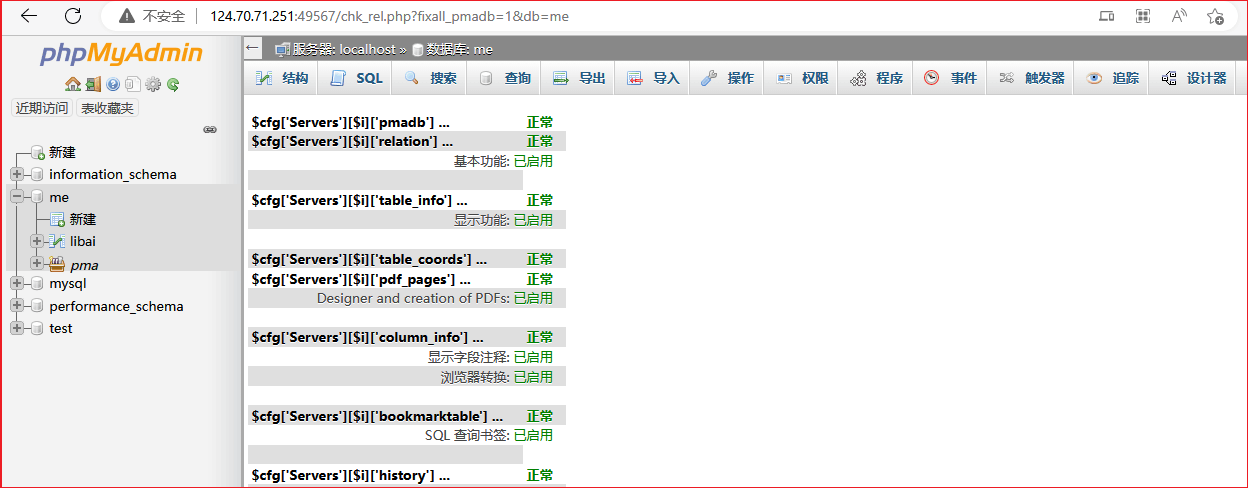 不安全 124.70.71.251:49567/chk_rel.php?fixall_pmadb=1&db=me
phpMyAdmin
近期访问 表收藏夹
新建
information_schema
me
新建
libai
pma
mysql
performance_schema
test
服务器: localhost » 数据库: me
结构 SQL 搜索 查询 导出 导入 操作 权限 程序 事件 触发器 追踪 设计器
$cfg['Servers'][$i]['pmadb'] ... 正常
$cfg['Servers'][$i]['relation'] ... 正常
基本功能: 已启用
$cfg['Servers'][$i]['table_info'] ... 正常
显示功能: 已启用
$cfg['Servers'][$i]['table_coords'] ... 正常
$cfg['Servers'][$i]['pdf_pages'] ... 正常
Designer and creation of PDFs: 已启用
$cfg['Servers'][$i]['column_info'] ... 正常
显示字段注释: 已启用
浏览器转换: 已启用
$cfg['Servers'][$i]['bookmarktable'] ... 正常
SQL 查询书签: 已启用
$cfg['Servers'][$i]['history'] ... 正常